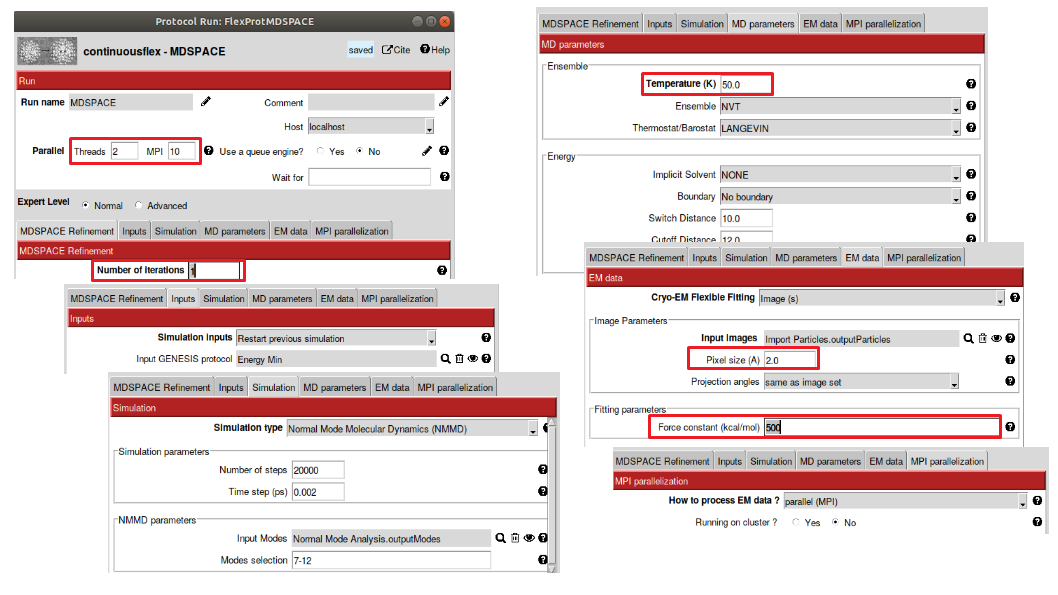 Protocol Run: FlexProtMDSPACE
continuousflex - MDSPACE
saved Cite Help
Run
Run name MDSPACE Comment
Host localhost
Parallel Threads 2 MPI 10 Use a queue engine? Yes No
Wait for
Expert Level Normal Advanced
MDSPACE Refinement Inputs Simulation MD parameters EM data MPI parallelization
MDSPACE Refinement
Number of Iterations 1
MDSPACE Refinement Inputs Simulation MD parameters EM data MPI parallelization
Inputs
Simulation inputs Restart previous simulation
Input GENESIS protocol Energy Min
MDSPACE Refinement Inputs Simulation MD parameters EM data MPI parallelization
Simulation
Simulation type Normal Mode Molecular Dynamics (NMMD)
Simulation parameters
Number of steps 20000
Time step (ps) 0.002
NMMD parameters
Input Modes Normal Mode Analysis.outputModes
Modes selection 7-12
MDSPACE Refinement Inputs Simulation MD parameters EM data MPI parallelization
MD parameters
Ensemble
Temperature (K) 50.0
Ensemble NVT
Thermostat/Barostat LANGEVIN
Energy
Implicit Solvent NONE
Boundary No boundary
Switch Distance 10.0
Cutoff Distance 12.0
MDSPACE Refinement Inputs Simulation MD parameters EM data MPI parallelization
EM data
Cryo-EM Flexible Fitting Image (s)
Image Parameters
Input images Import Particles.outputParticles
Pixel size (A) 2.0
Projection angles same as image set
Fitting parameters
Force constant (kcal/mol) 500
MDSPACE Refinement Inputs Simulation MD parameters EM data MPI parallelization
MPI parallelization
How to process EM data ? parallel (MPI)
Running on cluster ? Yes No